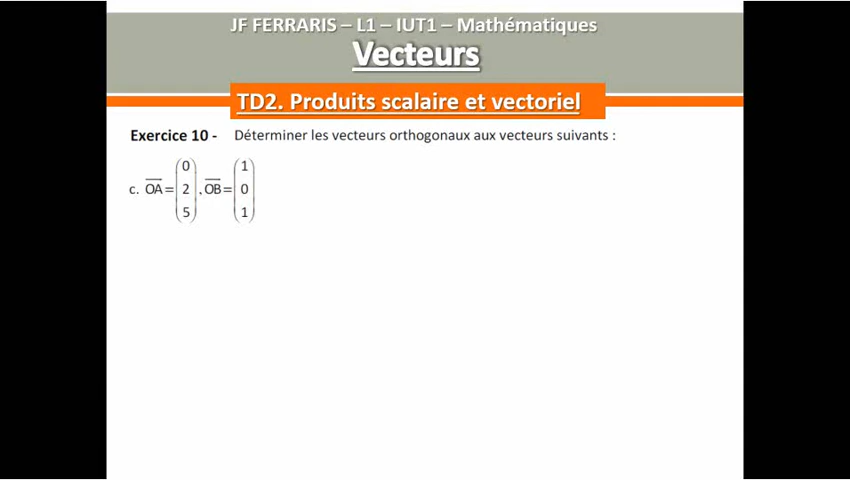 JF FERRARIS – L1 – IUT1 – Mathématiques
Vecteurs
TD2. Produits scalaire et vectoriel
Exercice 10 - Déterminer les vecteurs orthogonaux aux vecteurs suivants :
0 1
c. OA = 2 , OB = 0
5 1